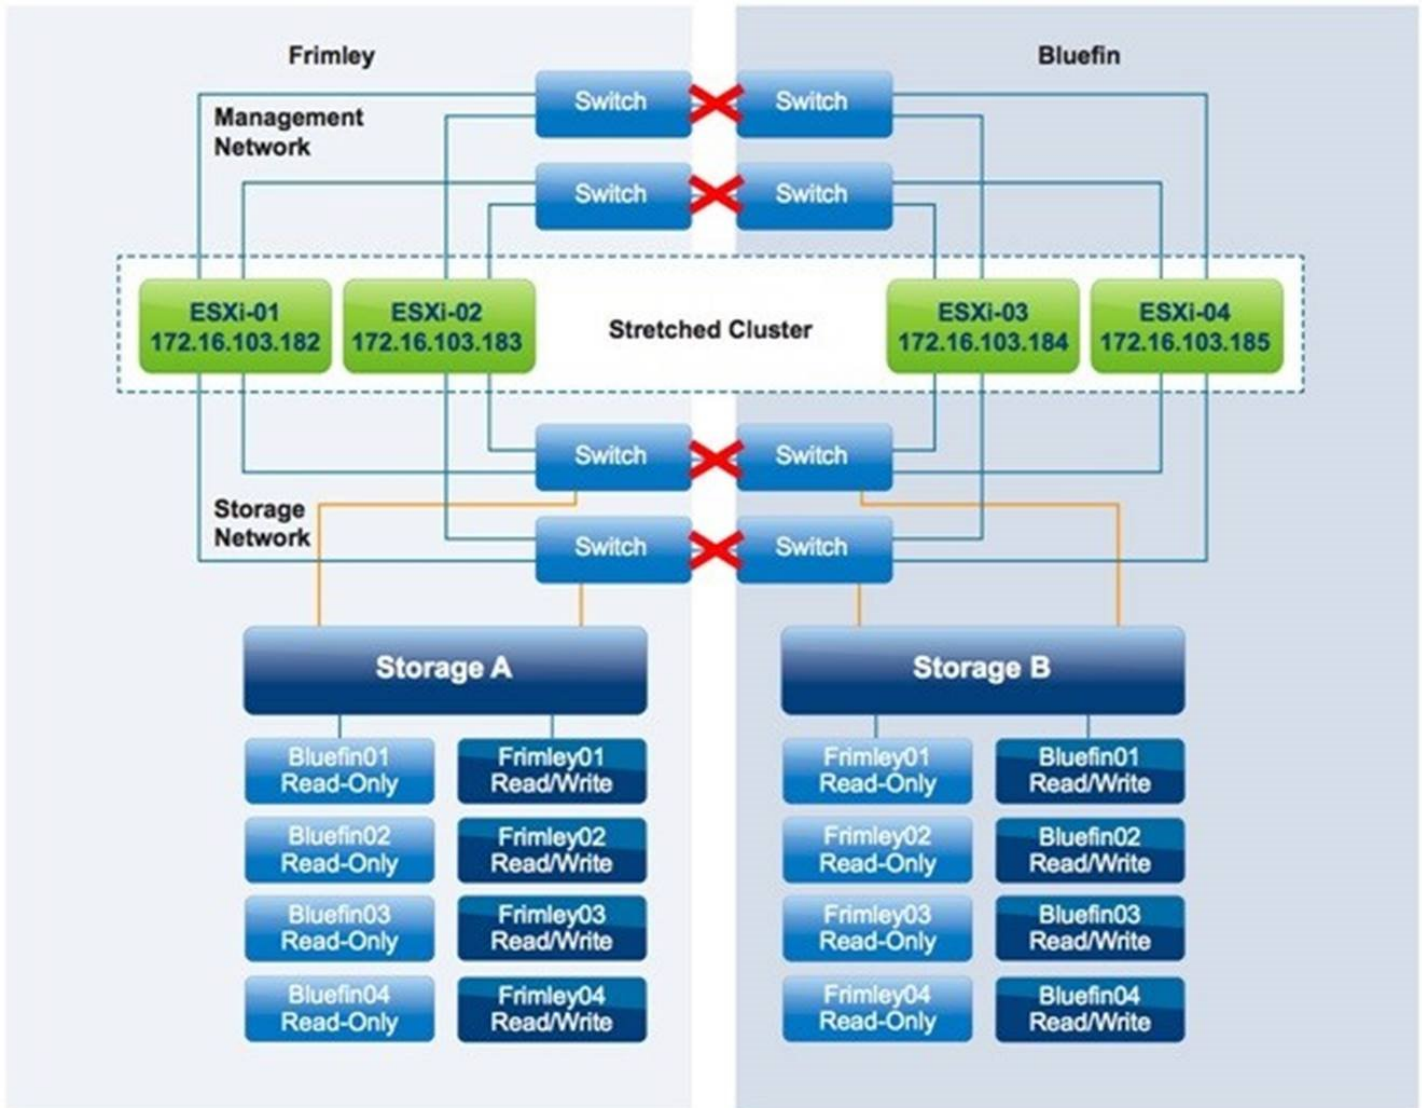 Frimley
Bluefin
Switch
Switch
Management
Network
Switch
Switch
ESXi-01
172.16.103.182
ESXi-02
172.16.103.183
Stretched Cluster
ESXi-03
172.16.103.184
ESXi-04
172.16.103.185
Switch
Switch
Storage
Network
Switch
Switch
Storage A
Storage B
Bluefin01
Read-Only
Frimley01
Read/Write
Frimley01
Read-Only
Bluefin01
Read/Write
Bluefin02
Read-Only
Frimley02
Read/Write
Frimley02
Read-Only
Bluefin02
Read/Write
Bluefin03
Read-Only
Frimley03
Read/Write
Frimley03
Read-Only
Bluefin03
Read/Write
Bluefin04
Read-Only
Frimley04
Read/Write
Frimley04
Read-Only
Bluefin04
Read/Write